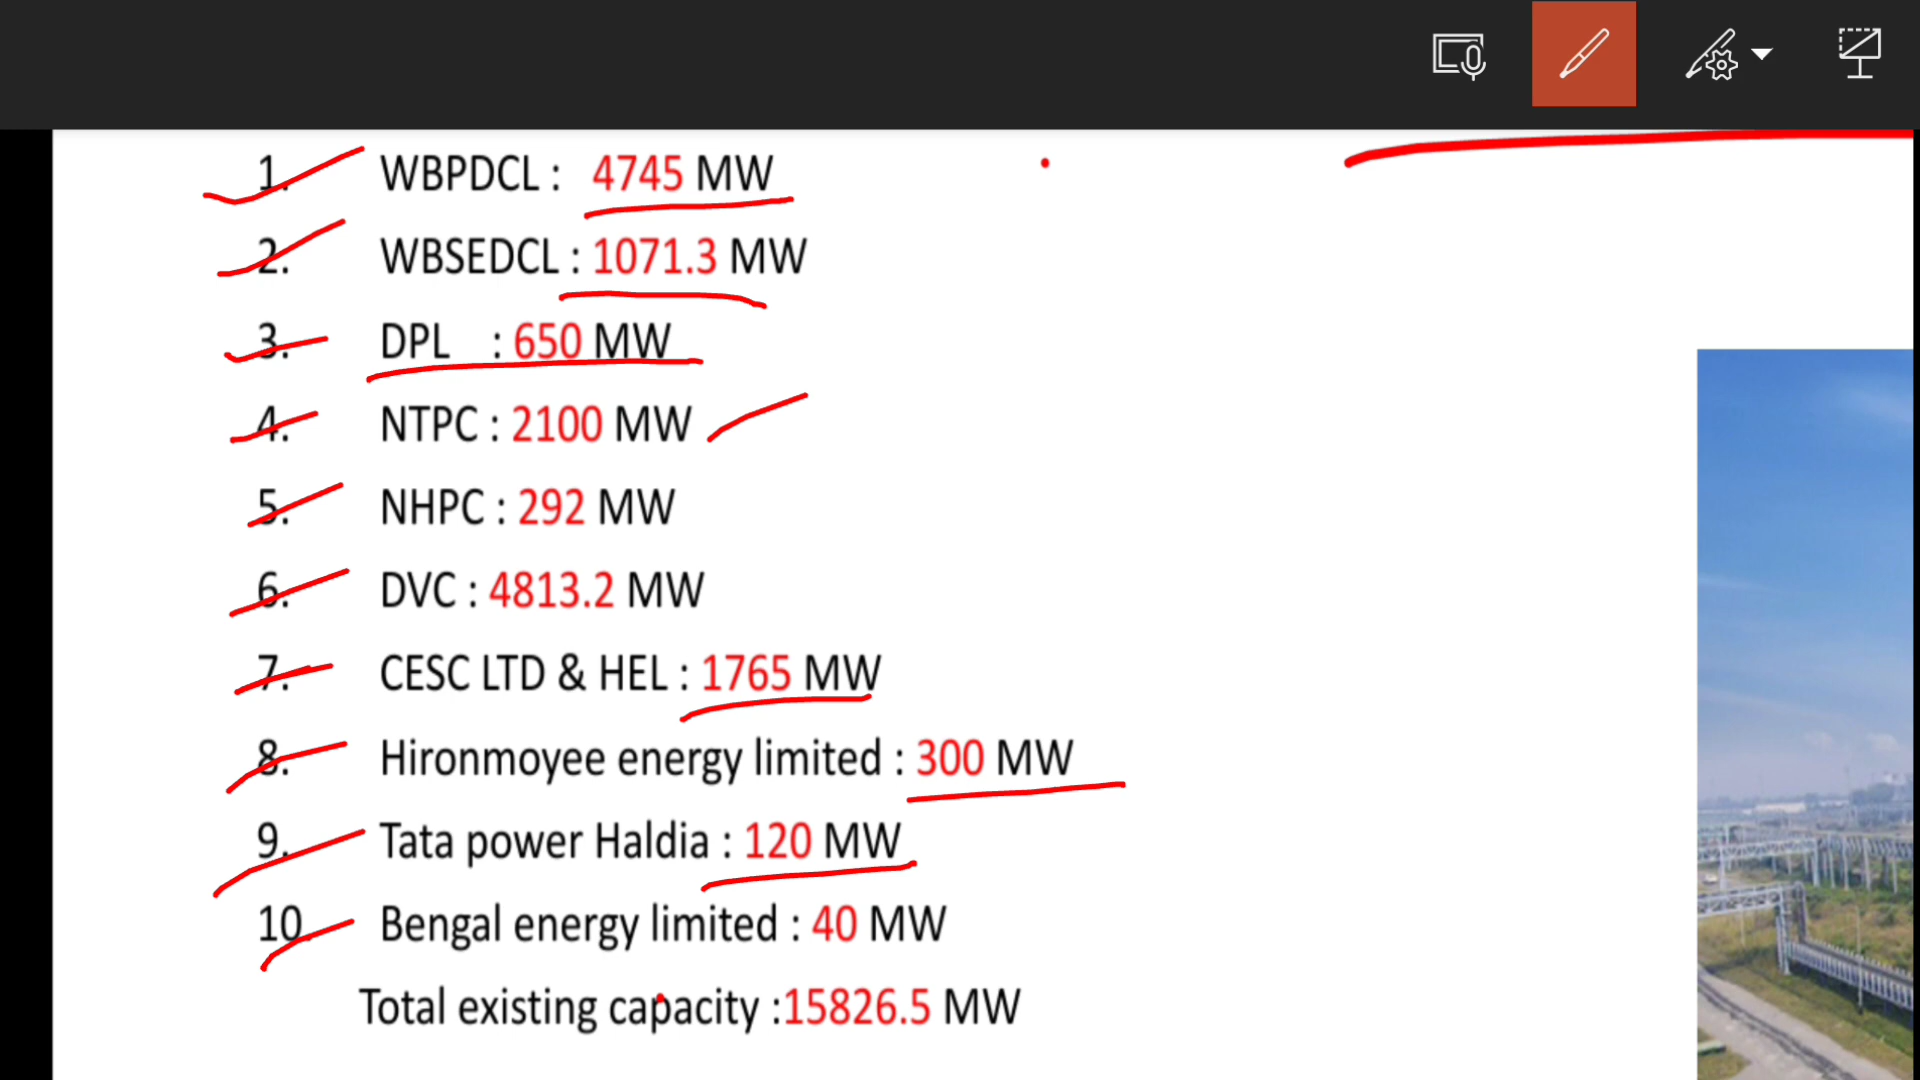 1. WBPDCL : 4745 MW
2. WBSEDCL : 1071.3 MW
3. DPL : 650 MW
4. NTPC : 2100 MW
5. NHPC : 292 MW
6. DVC : 4813.2 MW
7. CESC LTD & HEL : 1765 MW
8. Hironmoyee energy limited : 300 MW
9. Tata power Haldia : 120 MW
10. Bengal energy limited : 40 MW
Total existing capacity :15826.5 MW